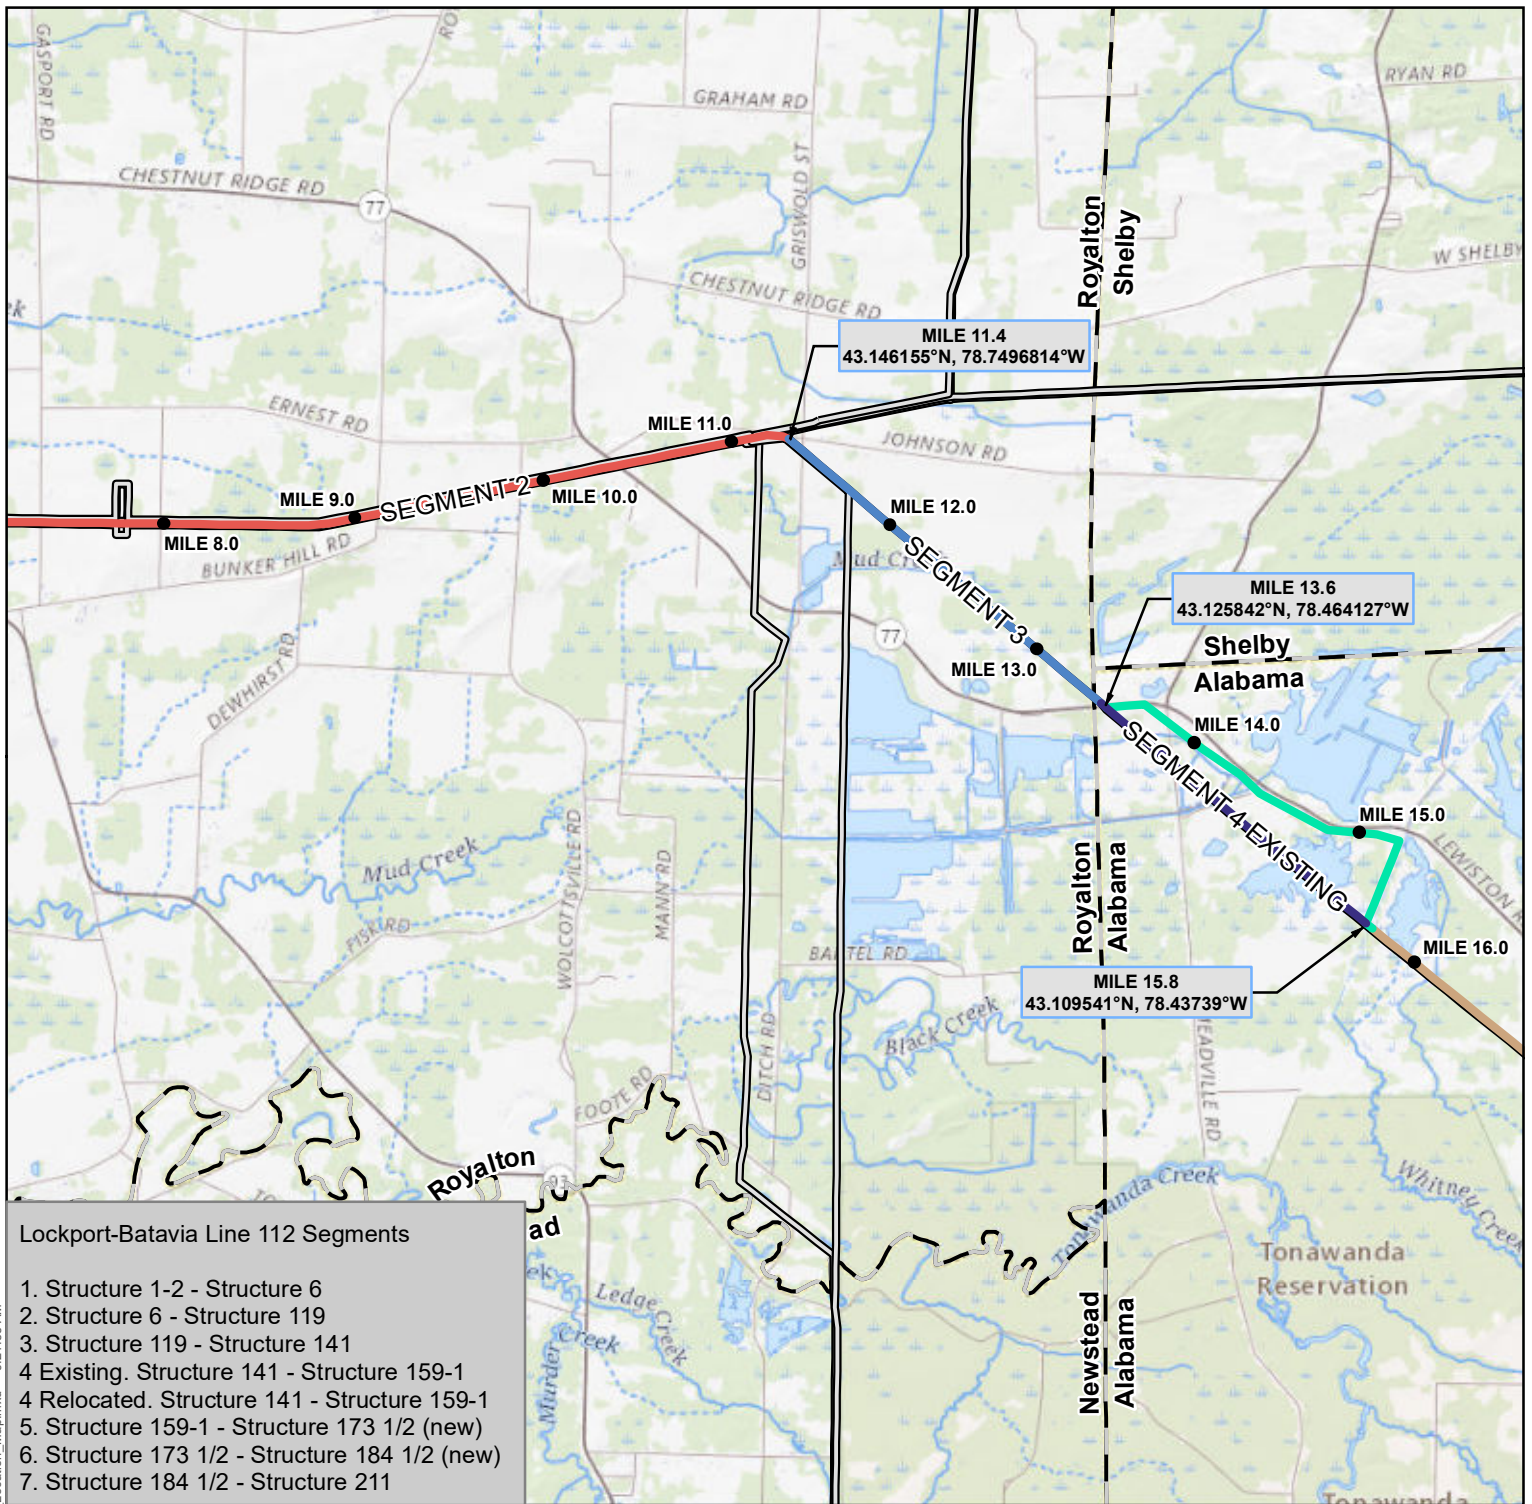 GASPORT RD
RYAN RD
GRAHAM RD
CHESTNUT RIDGE RD
77
GRISWOLD ST
Royalton
Shelby
W SHELBY
CHESTNUT RIDGE RD
MILE 11.4
43.146155°N, 78.7496814°W
ERNEST RD
MILE 11.0
JOHNSON RD
MILE 9.0
SEGMENT 2
MILE 10.0
MILE 8.0
BUNKER HILL RD
MILE 12.0
SEGMENT 3
MILE 13.6
43.125842°N, 78.464127°W
77
MILE 13.0
Shelby
Alabama
DEWHIRST RD
MILE 14.0
SEGMENT 4 EXISTING
MILE 15.0
LEWISTON
Mud Creek
WOLCOTTSVILLE RD
MANN RD
Royalton
Alabama
FISK RD
BARTEL RD
MILE 16.0
MILE 15.8
43.109541°N, 78.43739°W
Black Creek
DITCH RD
FOOTE RD
Royalton
93
ad
Tonawanda Creek
Whitney Creek
Tonawanda
Reservation
Ledge Creek
Murder Creek
Newstead
Alabama
Lockport-Batavia Line 112 Segments
1. Structure 1-2 - Structure 6
2. Structure 6 - Structure 119
3. Structure 119 - Structure 141
4 Existing. Structure 141 - Structure 159-1
4 Relocated. Structure 141 - Structure 159-1
5. Structure 159-1 - Structure 173 1/2 (new)
6. Structure 173 1/2 - Structure 184 1/2 (new)
7. Structure 184 1/2 - Structure 211
Tonawanda